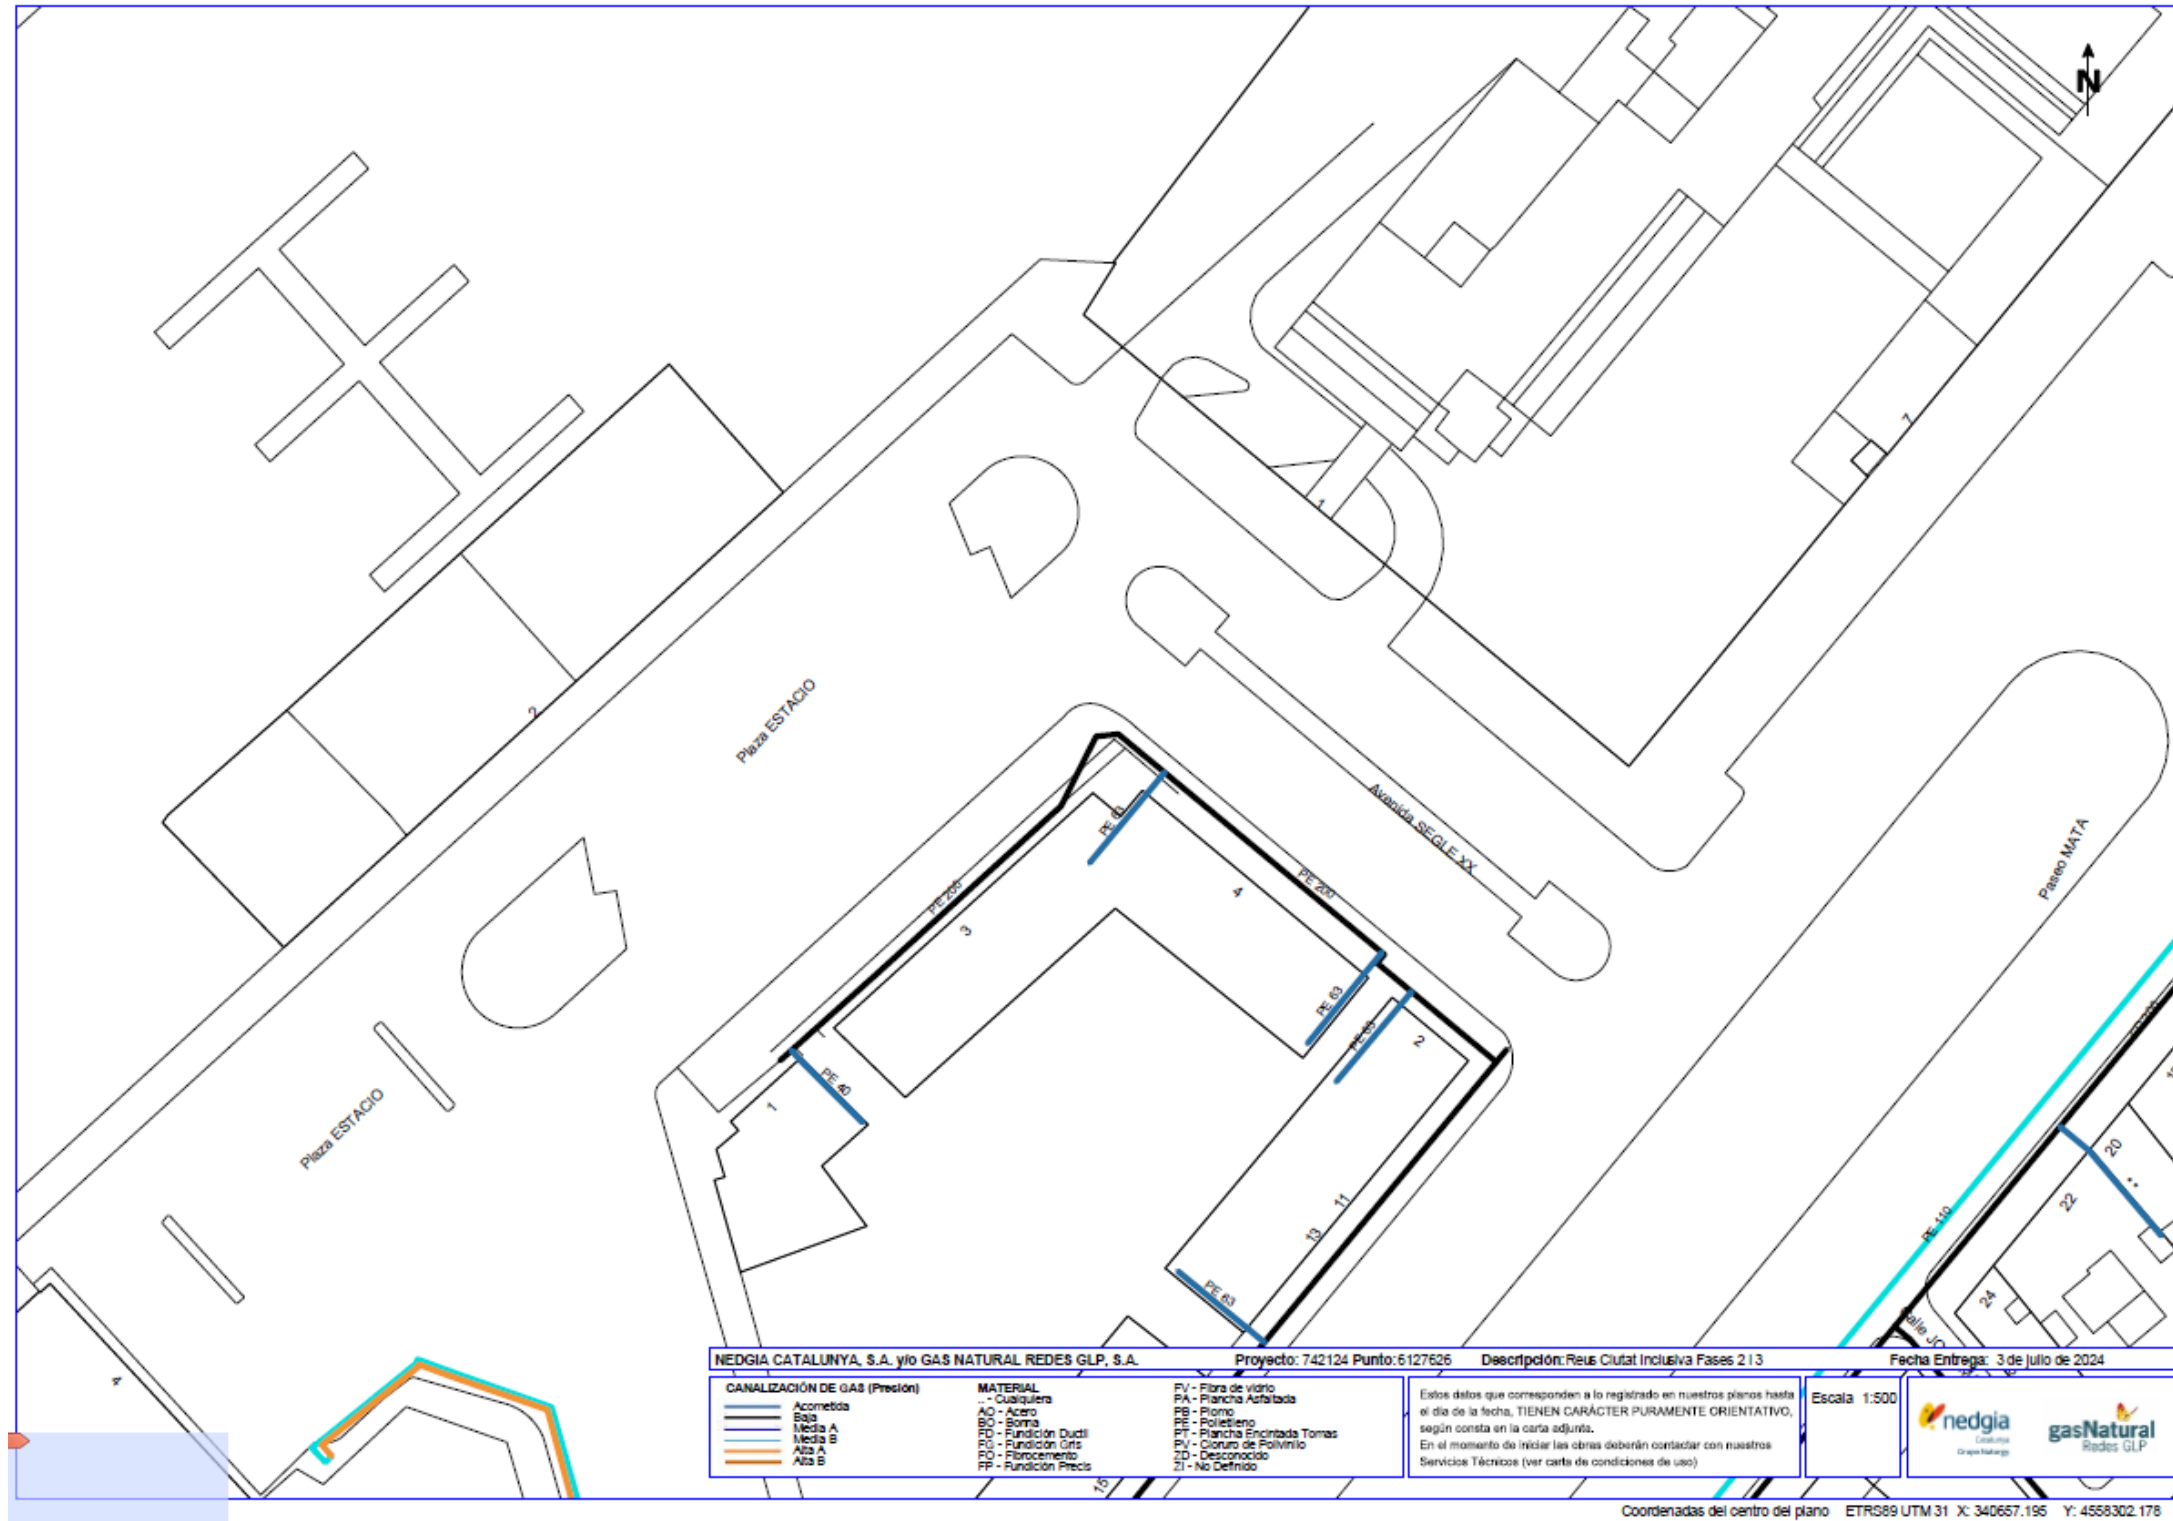 N
7
1
2
Plaza ESTACIO
Avenida SEGLE XX
Paseo MATA
PE 63
PE 200
PE 200
3
4
PE 63
PE 63
2
PE 40
1
Plaza ESTACIO
11
13
PE 63
20
..
22
PE 110
24
4
15
NEDGIA CATALUNYA, S.A. y/o GAS NATURAL REDES GLP, S.A. Proyecto: 742124 Punto: 6127626 Descripción: Reus Ciutat Inclusiva Fases 2 i 3 Fecha Entrega: 3 de julio de 2024
CANALIZACIÓN DE GAS (Presión)
Acometida
Baja
Media A
Media B
Alta A
Alta B
MATERIAL
.. - Cualquiera
AO - Acero
BO - Borna
FD - Fundición Ductil
FG - Fundición Gris
FO - Fibrocemento
FP - Fundición Precis
FV - Fibra de vidrio
PA - Plancha Asfaltada
PB - Plomo
PE - Polietileno
PT - Plancha Encintada Tomas
PV - Cloruro de Polivinilo
ZD - Desconocido
ZI - No Definido
Estos datos que corresponden a lo registrado en nuestros planos hasta
el día de la fecha, TIENEN CARÁCTER PURAMENTE ORIENTATIVO,
según consta en la carta adjunta.
En el momento de iniciar las obras deberán contactar con nuestros
Servicios Técnicos (ver carta de condiciones de uso)
Escala 1:500
nedgia
Catalunya
Grupo Naturgy
gasNatural
Redes GLP
Coordenadas del centro del plano ETRS89 UTM 31 X: 340657.195 Y: 4558302.178